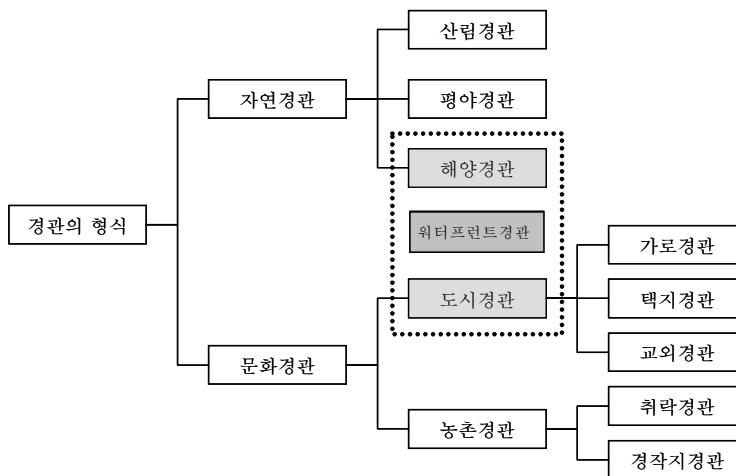 산림경관
자연경관
평야경관
해양경관
경관의 형식
워터프런트경관
가로경관
도시경관
택지경관
문화경관
교외경관
취락경관
농촌경관
경작지경관